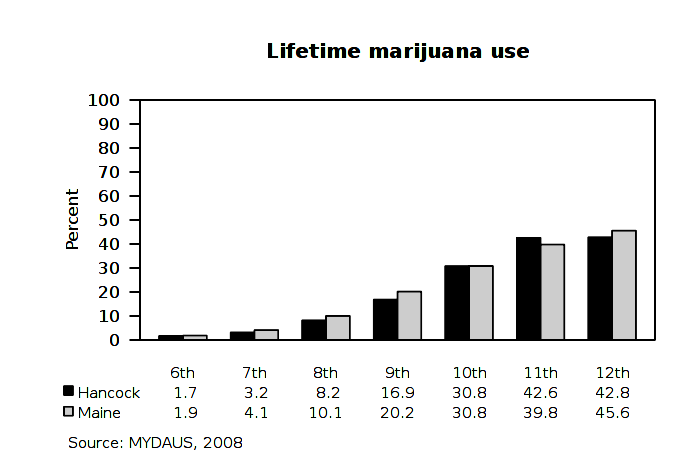 Lifetime marijuana use
100
90
80
70
60
50
40
30
20
10
0
Percent
6th 7th 8th 9th 10th 11th 12th
Hancock 1.7 3.2 8.2 16.9 30.8 42.6 42.8
Maine 1.9 4.1 10.1 20.2 30.8 39.8 45.6
Source: MYDAUS, 2008